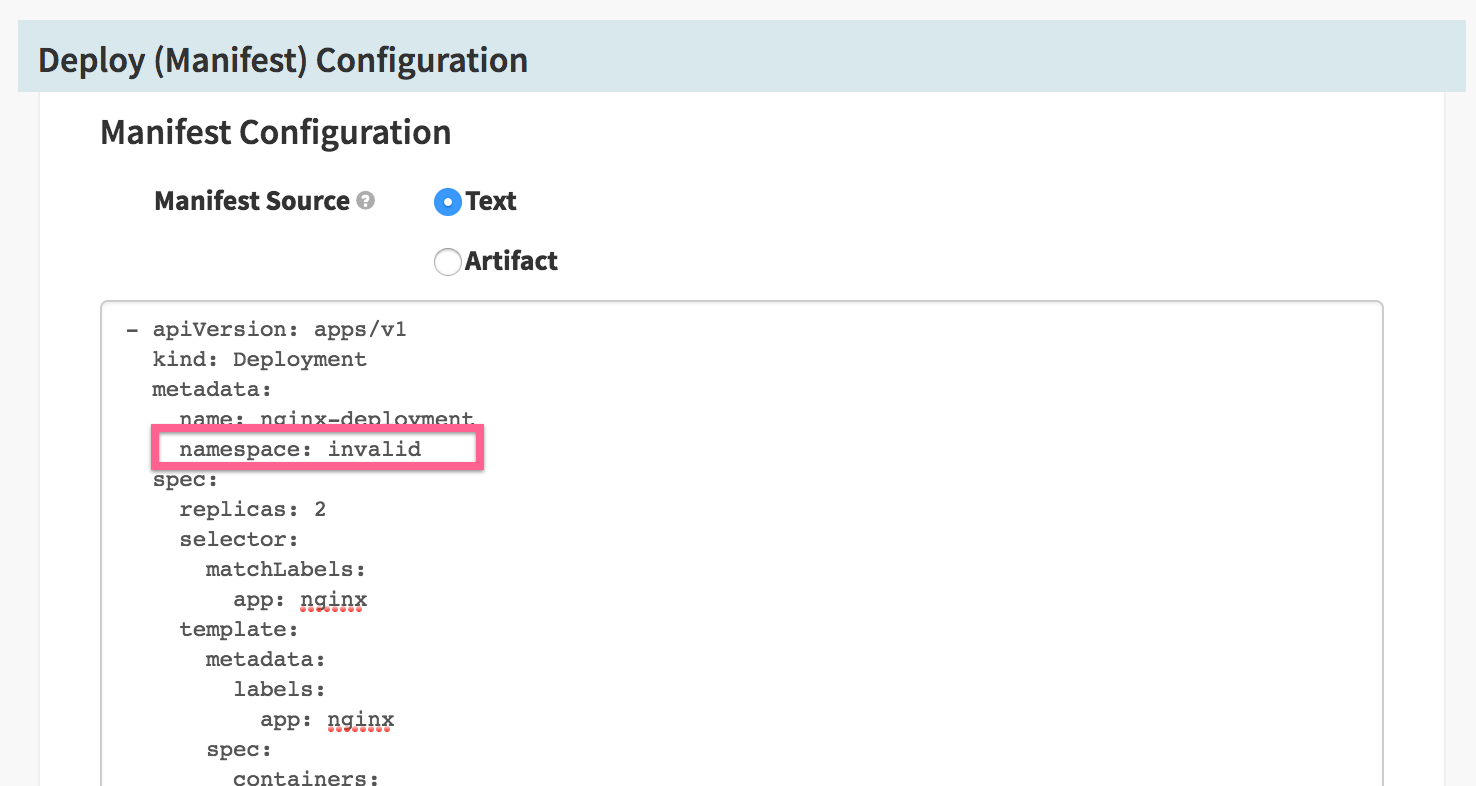 Deploy (Manifest) Configuration
Manifest Configuration
Manifest Source ?
Text
Artifact
- apiVersion: apps/v1
  kind: Deployment
  metadata:
    name: nginx-deployment
    namespace: invalid
  spec:
    replicas: 2
    selector:
      matchLabels:
        app: nginx
    template:
      metadata:
        labels:
          app: nginx
      spec:
        containers: